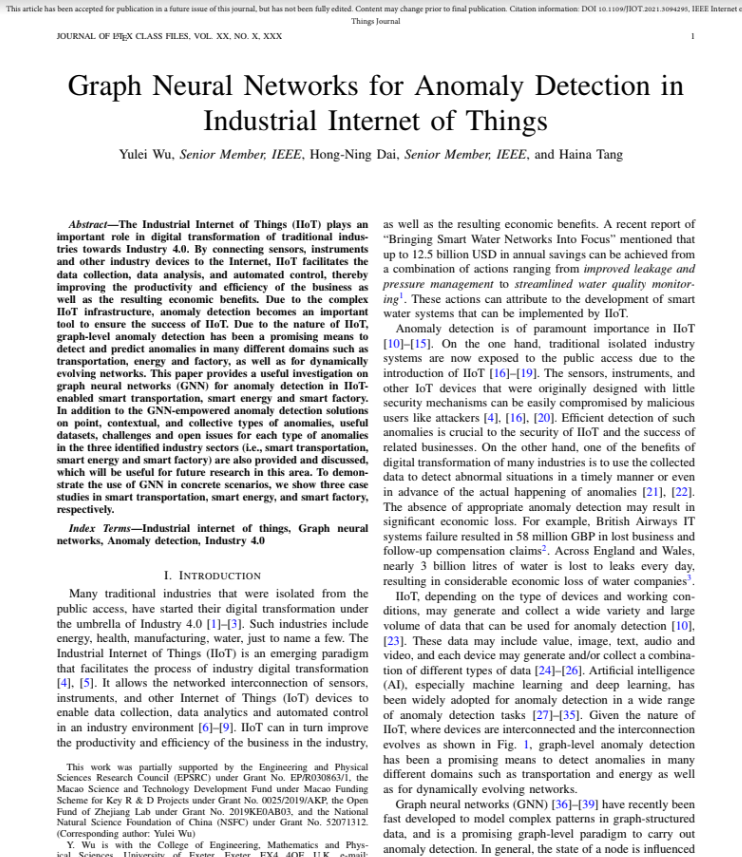 This article has been accepted for publication in a future issue of this journal, but has not been fully edited. Content may change prior to final publication. Citation information: DOI 10.1109/JIOT.2021.3094295, IEEE Internet
Things Journal
JOURNAL OF LATEX CLASS FILES, VOL. XX, NO. X, XXX
1
Graph Neural Networks for Anomaly Detection in
Industrial Internet of Things
Yulei Wu, Senior Member, IEEE, Hong-Ning Dai, Senior Member, IEEE, and Haina Tang
Abstract—The Industrial Internet of Things (IIoT) plays an
important role in digital transformation of traditional indus-
tries towards Industry 4.0. By connecting sensors, instruments
and other industry devices to the Internet, IIoT facilitates the
data collection, data analysis, and automated control, thereby
improving the productivity and efficiency of the business as
well as the resulting economic benefits. Due to the complex
IIoT infrastructure, anomaly detection becomes an important
tool to ensure the success of IIoT. Due to the nature of IIoT,
graph-level anomaly detection has been a promising means to
detect and predict anomalies in many different domains such as
transportation, energy and factory, as well as for dynamically
evolving networks. This paper provides a useful investigation on
graph neural networks (GNN) for anomaly detection in IIoT-
enabled smart transportation, smart energy and smart factory.
In addition to the GNN-empowered anomaly detection solutions
on point, contextual, and collective types of anomalies, useful
datasets, challenges and open issues for each type of anomalies
in the three identified industry sectors (i.e., smart transportation,
smart energy and smart factory) are also provided and discussed,
which will be useful for future research in this area. To demon-
strate the use of GNN in concrete scenarios, we show three case
studies in smart transportation, smart energy, and smart factory,
respectively.
Index Terms—Industrial internet of things, Graph neural
networks, Anomaly detection, Industry 4.0
I. INTRODUCTION
Many traditional industries that were isolated from the
public access, have started their digital transformation under
the umbrella of Industry 4.0 [1]–[3]. Such industries include
energy, health, manufacturing, water, just to name a few. The
Industrial Internet of Things (IIoT) is an emerging paradigm
that facilitates the process of industry digital transformation
[4], [5]. It allows the networked interconnection of sensors,
instruments, and other Internet of Things (IoT) devices to
enable data collection, data analytics and automated control
in an industry environment [6]–[9]. IIoT can in turn improve
the productivity and efficiency of the business in the industry,
This work was partially supported by the Engineering and Physical
Sciences Research Council (EPSRC) under Grant No. EP/R030863/1, the
Macao Science and Technology Development Fund under Macao Funding
Scheme for Key R & D Projects under Grant No. 0025/2019/AKP, the Open
Fund of Zhejiang Lab under Grant No. 2019KE0AB03, and the National
Natural Science Foundation of China (NSFC) under Grant No. 52071312.
(Corresponding author: Yulei Wu)
Y. Wu is with the College of Engineering, Mathematics and Phys-
ical Sciences, University of Exeter, Exeter, EX4 4QF, U.K. e-mail:
as well as the resulting economic benefits. A recent report of
“Bringing Smart Water Networks Into Focus” mentioned that
up to 12.5 billion USD in annual savings can be achieved from
a combination of actions ranging from improved leakage and
pressure management to streamlined water quality monitor-
ing1. These actions can attribute to the development of smart
water systems that can be implemented by IIoT.
Anomaly detection is of paramount importance in IIoT
[10]–[15]. On the one hand, traditional isolated industry
systems are now exposed to the public access due to the
introduction of IIoT [16]–[19]. The sensors, instruments, and
other IoT devices that were originally designed with little
security mechanisms can be easily compromised by malicious
users like attackers [4], [16], [20]. Efficient detection of such
anomalies is crucial to the security of IIoT and the success of
related businesses. On the other hand, one of the benefits of
digital transformation of many industries is to use the collected
data to detect abnormal situations in a timely manner or even
in advance of the actual happening of anomalies [21], [22].
The absence of appropriate anomaly detection may result in
significant economic loss. For example, British Airways IT
systems failure resulted in 58 million GBP in lost business and
follow-up compensation claims2. Across England and Wales,
nearly 3 billion litres of water is lost to leaks every day,
resulting in considerable economic loss of water companies3.
IIoT, depending on the type of devices and working con-
ditions, may generate and collect a wide variety and large
volume of data that can be used for anomaly detection [10],
[23]. These data may include value, image, text, audio and
video, and each device may generate and/or collect a combina-
tion of different types of data [24]–[26]. Artificial intelligence
(AI), especially machine learning and deep learning, has
been widely adopted for anomaly detection in a wide range
of anomaly detection tasks [27]–[35]. Given the nature of
IIoT, where devices are interconnected and the interconnection
evolves as shown in Fig. 1, graph-level anomaly detection
has been a promising means to detect anomalies in many
different domains such as transportation and energy as well
as for dynamically evolving networks.
Graph neural networks (GNN) [36]–[39] have recently been
fast developed to model complex patterns in graph-structured
data, and is a promising graph-level paradigm to carry out
anomaly detection. In general, the state of a node is influenced